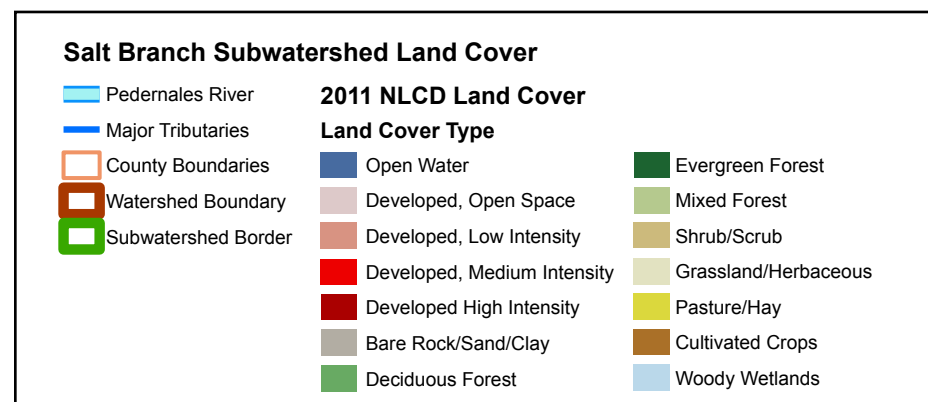 Salt Branch Subwatershed Land Cover
Pedernales River
Major Tributaries
County Boundaries
Watershed Boundary
Subwatershed Border
2011 NLCD Land Cover
Land Cover Type
Open Water
Developed, Open Space
Developed, Low Intensity
Developed, Medium Intensity
Developed High Intensity
Bare Rock/Sand/Clay
Deciduous Forest
Evergreen Forest
Mixed Forest
Shrub/Scrub
Grassland/Herbaceous
Pasture/Hay
Cultivated Crops
Woody Wetlands